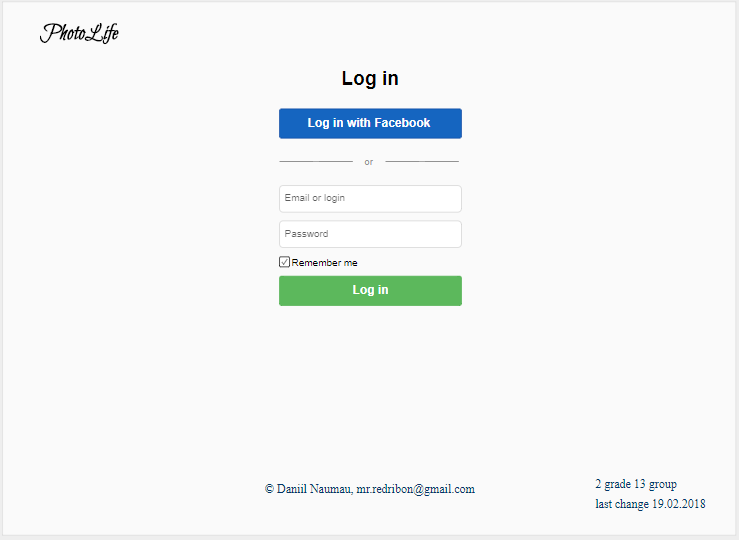 PhotoLife
Log in
Log in with Facebook
or
Email or login
Password
Remember me
Log in
© Daniil Naumau, mr.redribon@gmail.com
2 grade 13 group
last change 19.02.2018